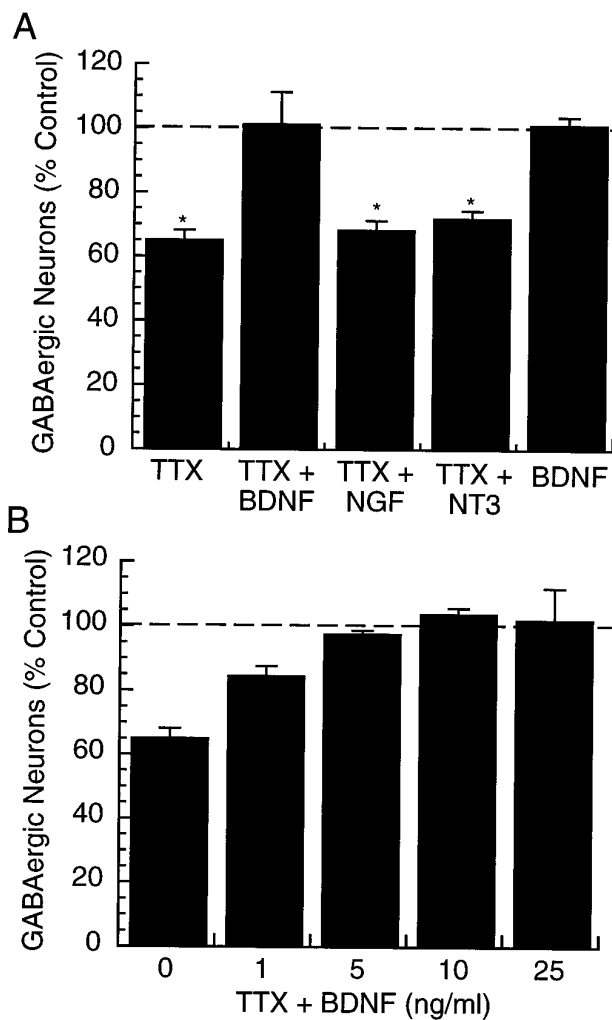 A
GABAergic Neurons (% Control)
120
100
80
60
40
20
0
*
*
*
TTX
TTX + BDNF
TTX + NGF
TTX + NT3
BDNF
B
GABAergic Neurons (% Control)
120
100
80
60
40
20
0
0 1 5 10 25
TTX + BDNF (ng/ml)